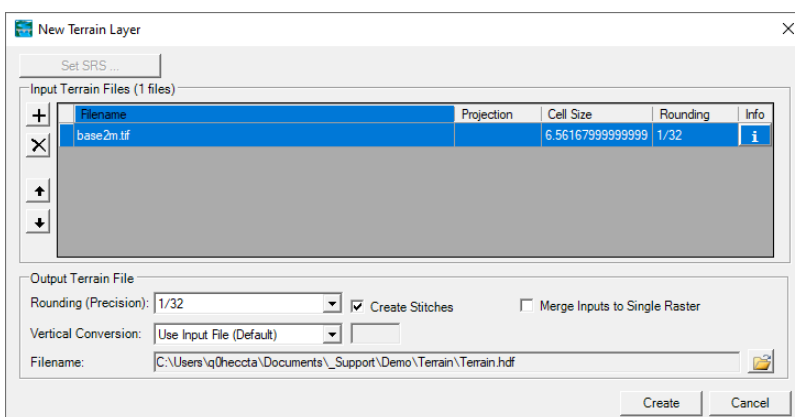 New Terrain Layer
Set SRS ...
Input Terrain Files (1 files)
Filename Projection Cell Size Rounding Info
base2m.tif 6.56167999999999 1/32 i
Output Terrain File
Rounding (Precision): 1/32 Create Stitches Merge Inputs to Single Raster
Vertical Conversion: Use Input File (Default)
Filename: C:\Users\q0heccta\Documents\_Support\Demo\Terrain\Terrain.hdf
Create Cancel